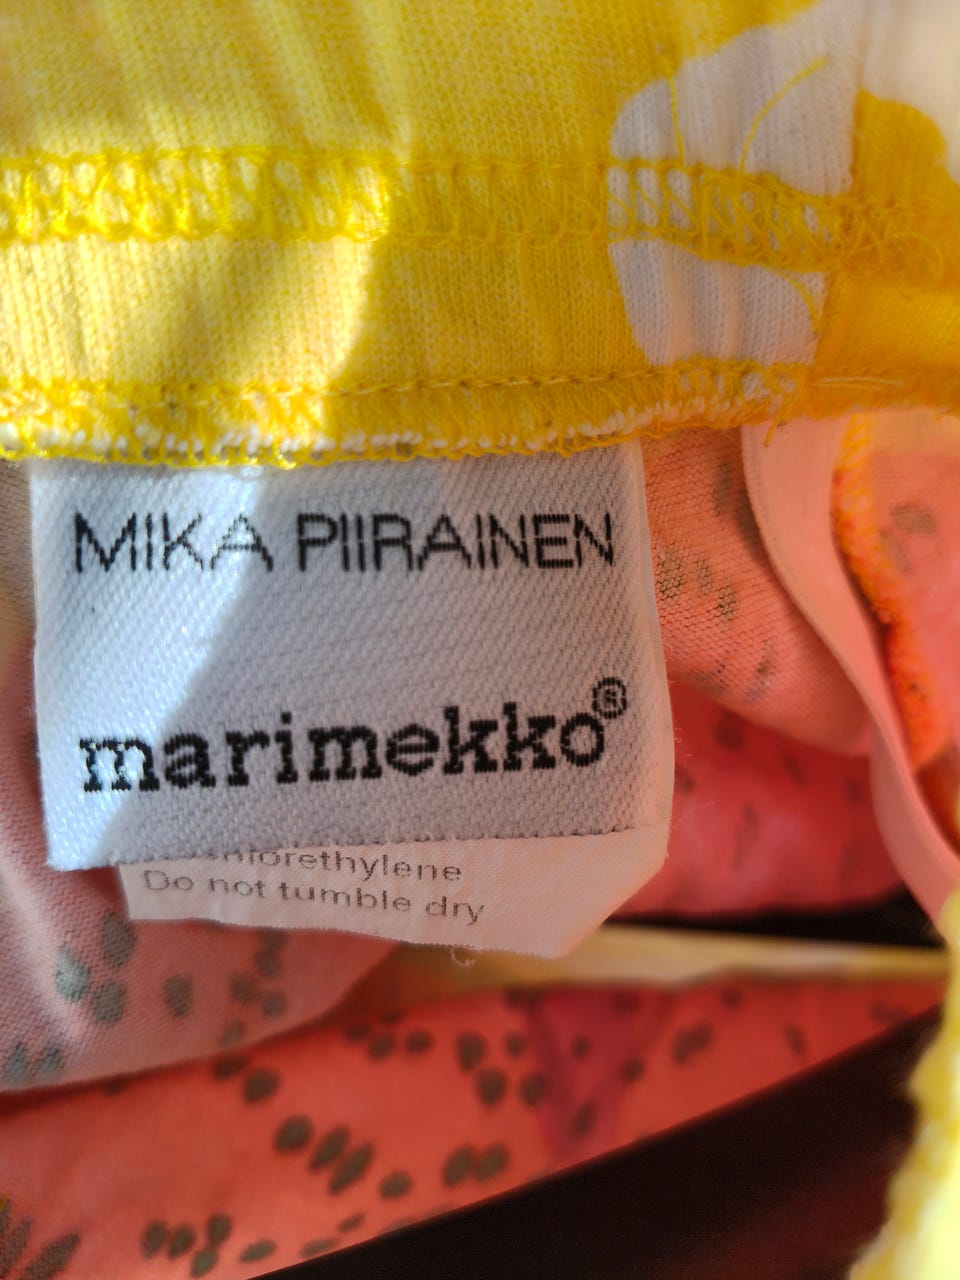 MIKA PIIRAINEN
marimekko®
Do not tumble dry